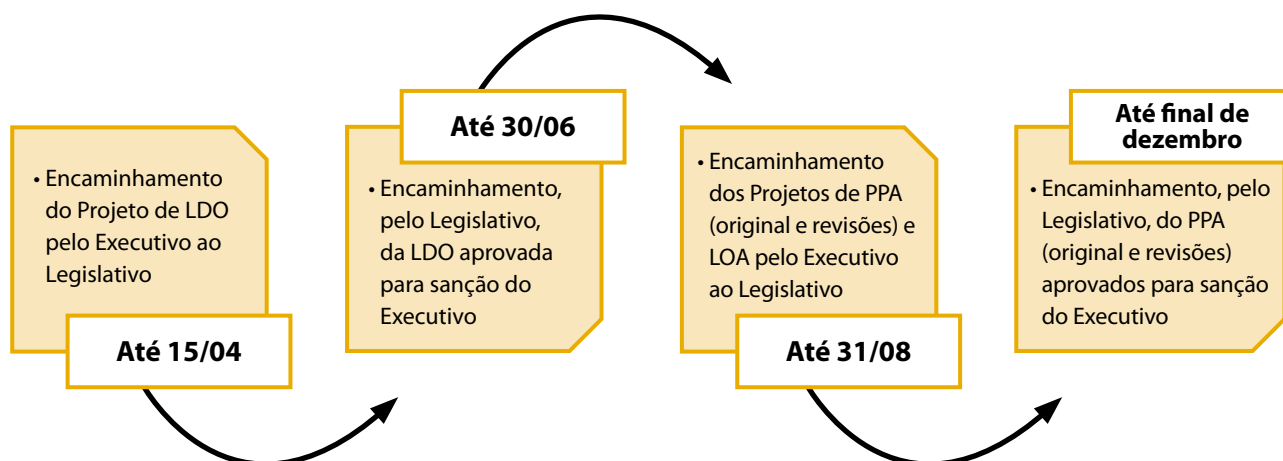 • Encaminhamento
do Projeto de LDO
pelo Executivo ao
Legislativo
Até 15/04
Até 30/06
• Encaminhamento,
pelo Legislativo,
da LDO aprovada
para sanção do
Executivo
• Encaminhamento
dos Projetos de PPA
(original e revisões) e
LOA pelo Executivo
ao Legislativo
Até 31/08
Até final de
dezembro
• Encaminhamento, pelo
Legislativo, do PPA
(original e revisões)
aprovados para sanção
do Executivo